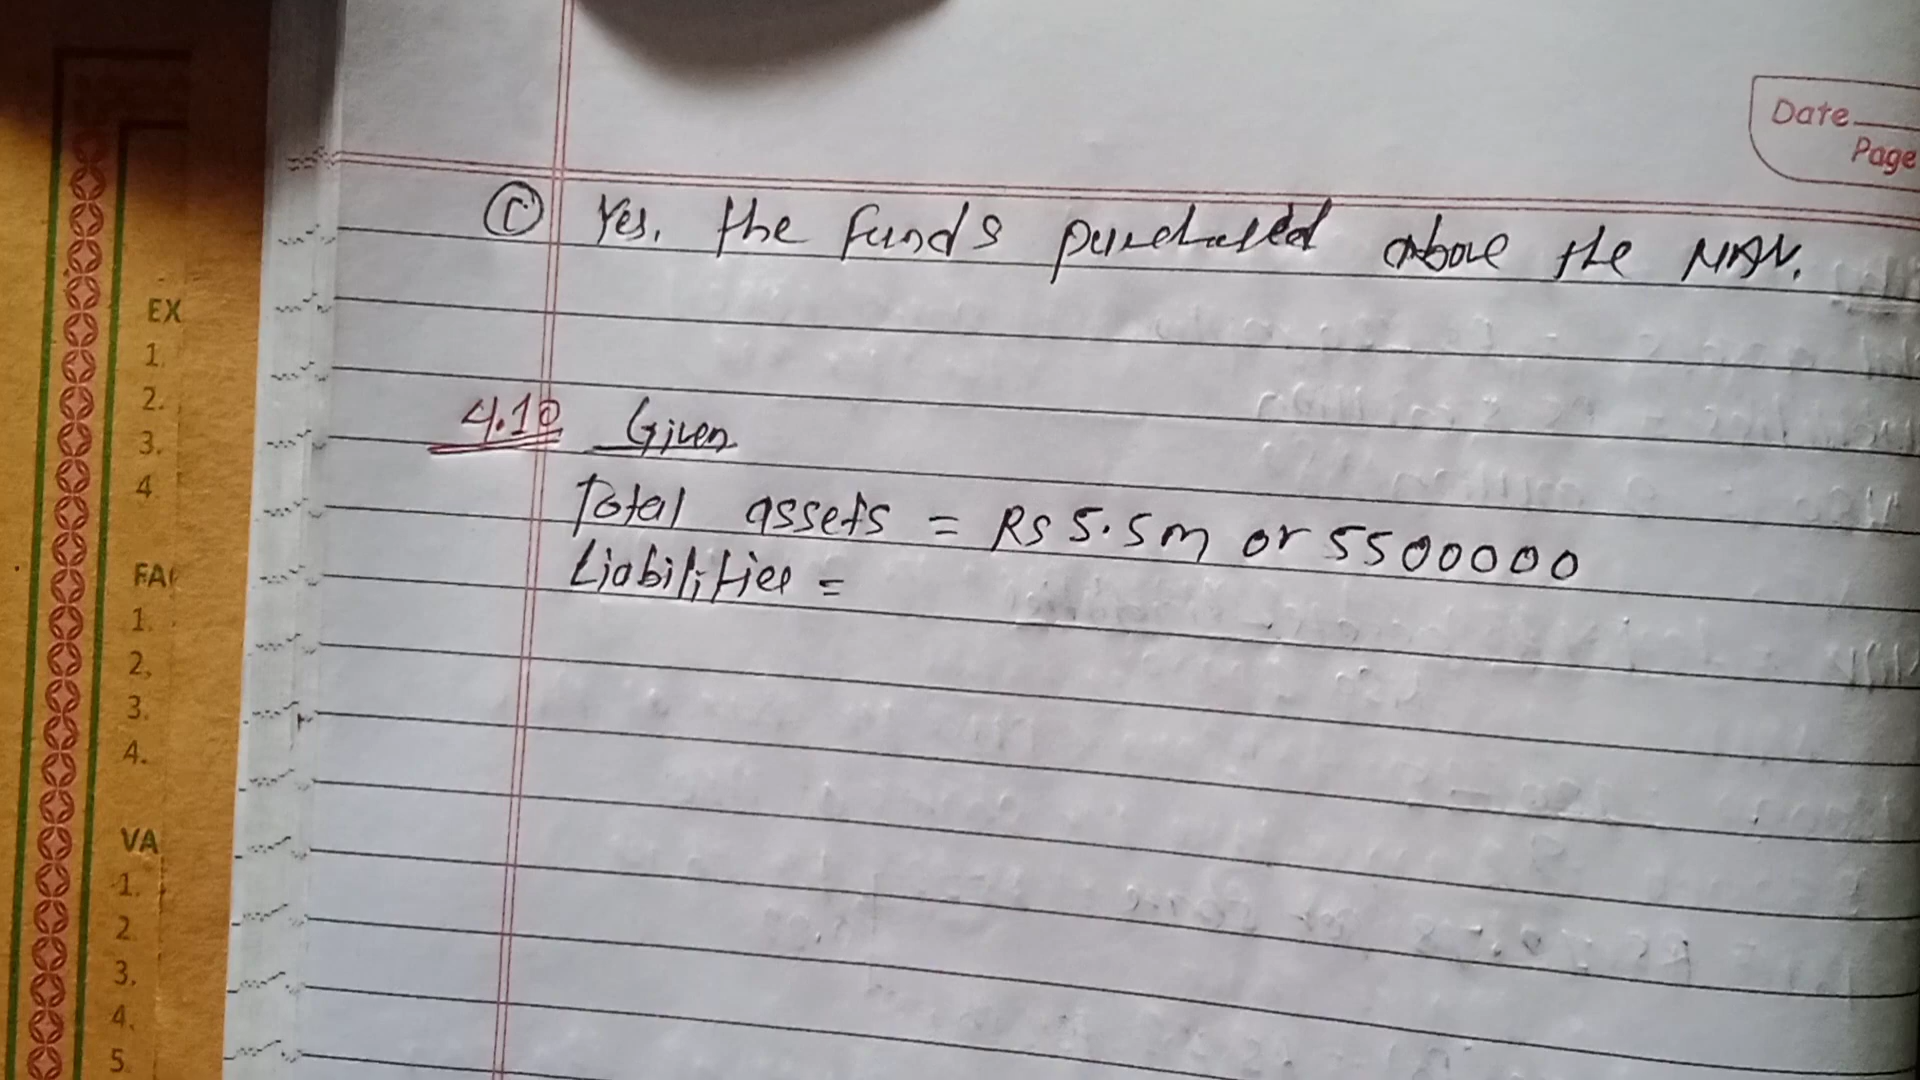 Date
Page
Ⓒ Yes, the funds purchased above the NAV.
4.10 Given
Total assets = Rs 5.5m or 5500000
Liabilities =
EX
1.
2.
3.
4
FA
1.
2,
3.
4.
VA
1.
2
3.
4.
5